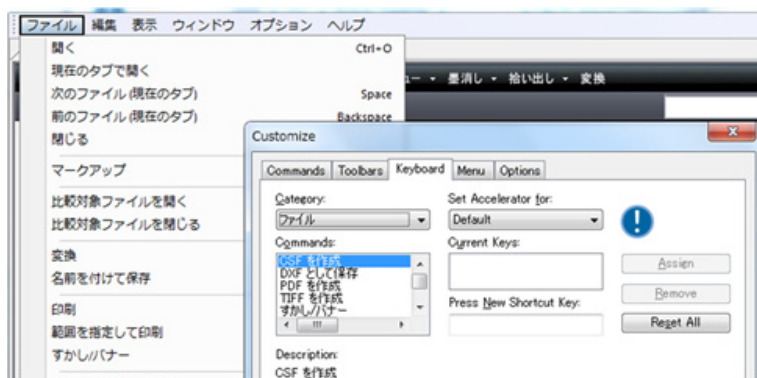 ファイル 編集 表示 ウィンドウ オプション ヘルプ
開く Ctrl+O
現在のタブで開く
次のファイル(現在のタブ) Space
前のファイル(現在のタブ) Backspace
閉じる
マークアップ
比較対象ファイルを開く
比較対象ファイルを閉じる
変換
名前を付けて保存
印刷
範囲を指定して印刷
すかし/バナー
ュー 墨消し 拾い出し 変換
Customize
Commands Toolbars Keyboard Menu Options
Category:
ファイル
Commands:
CSF を作成
DXF として保存
PDF を作成
TIFF を作成
すかし/バナー
Description:
CSF を作成
Set Accelerator for:
Default
Current Keys:
Press New Shortcut Key:
Assign
Remove
Reset All